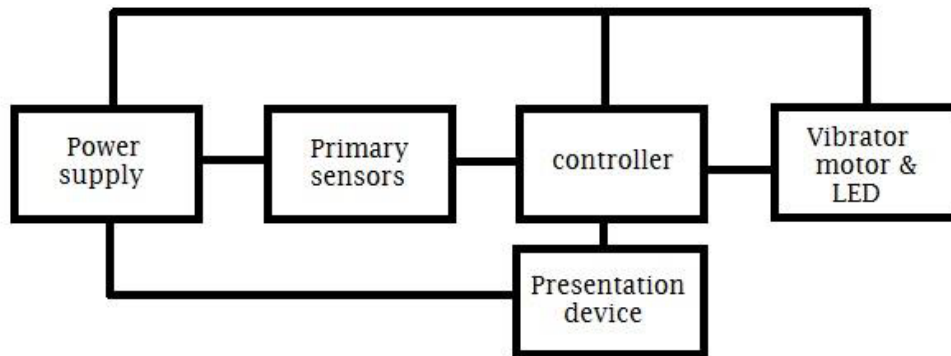 Power
supply
Primary
sensors
controller
Vibrator
motor &
LED
Presentation
device